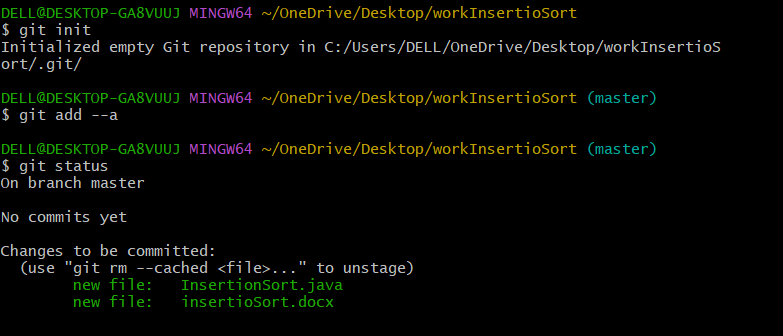 DELL@DESKTOP-GA8VUUJ MINGW64 ~/OneDrive/Desktop/workInsertioSort
$ git init
Initialized empty Git repository in C:/Users/DELL/OneDrive/Desktop/workInsertioS
ort/.git/
DELL@DESKTOP-GA8VUUJ MINGW64 ~/OneDrive/Desktop/workInsertioSort (master)
$ git add --a
DELL@DESKTOP-GA8VUUJ MINGW64 ~/OneDrive/Desktop/workInsertioSort (master)
$ git status
On branch master
No commits yet
Changes to be committed:
  (use "git rm --cached <file>..." to unstage)
        new file:   InsertionSort.java
        new file:   insertioSort.docx